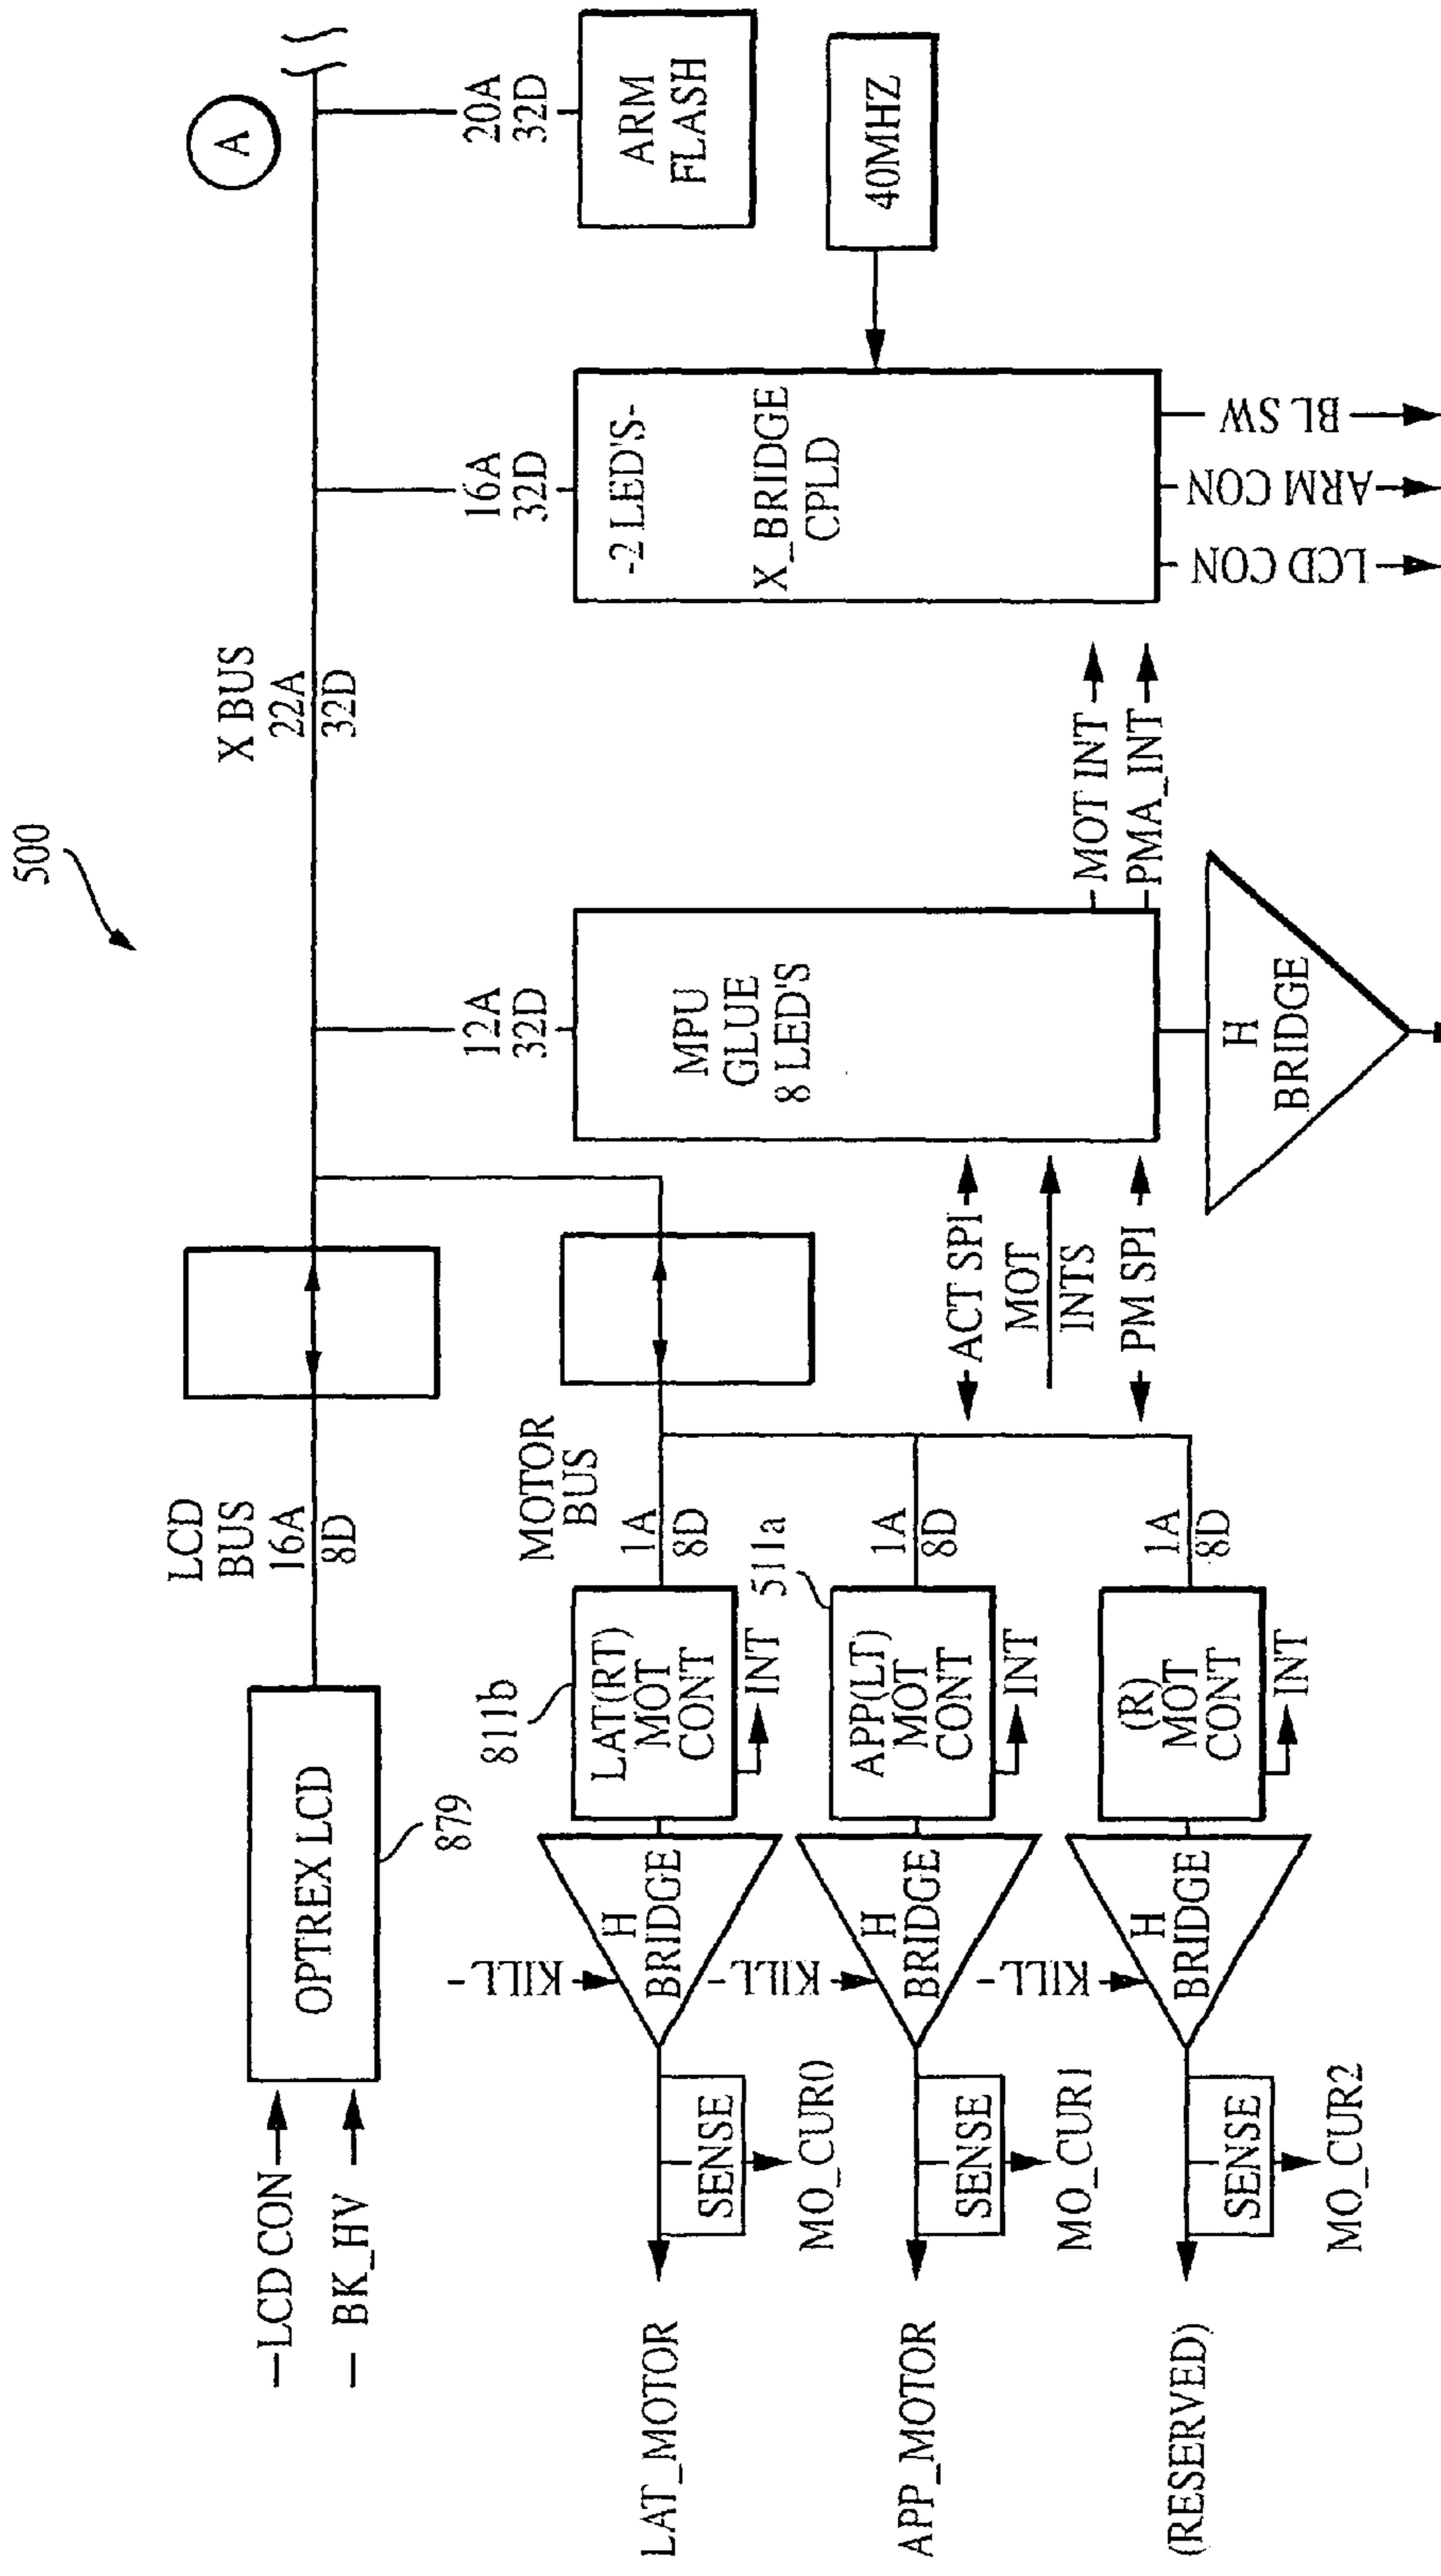 500
A
X BUS
22A
32D
LCD
BUS
16A
8D
OPTREX LCD
879
–LCD CON
– BK_HV
MOTOR
BUS
1A
8D
811b
LAT(RT)
MOT
CONT
INT
H
BRIDGE
KILL-
SENSE
MO_CUR0
LAT_MOTOR
1A
8D
511a
APP(LT)
MOT
CONT
INT
H
BRIDGE
KILL-
SENSE
MO_CUR1
APP_MOTOR
1A
8D
(R)
MOT
CONT
INT
H
BRIDGE
KILL-
SENSE
MO_CUR2
(RESERVED)
ACT SPI
MOT
INTS
PM SPI
12A
32D
MPU
GLUE
8 LED'S
MOT INT
PMA_INT
H
BRIDGE
16A
32D
-2 LED'S-
X_BRIDGE
CPLD
LCD CON
ARM CON
BL SW
20A
32D
ARM
FLASH
40MHZ